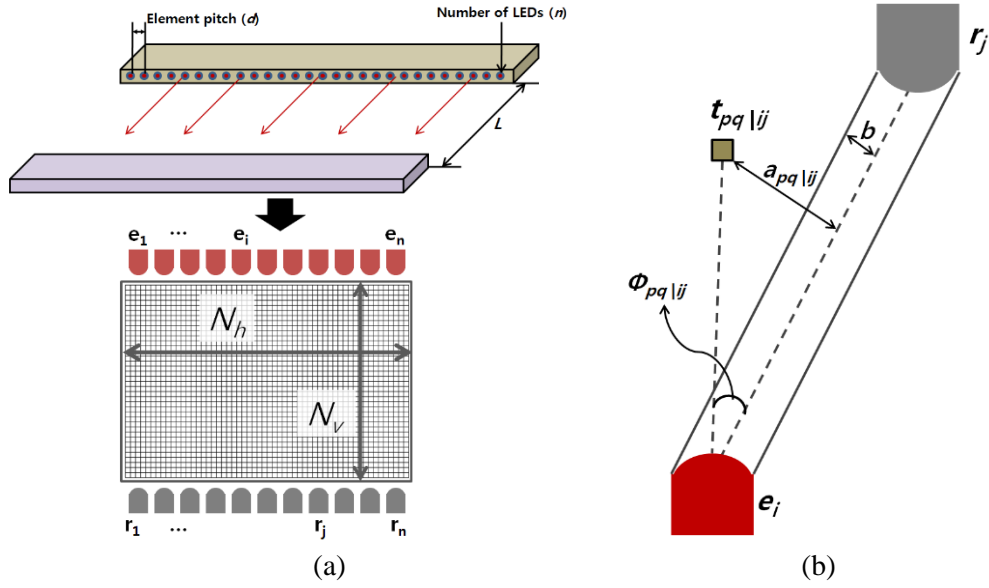 Element pitch (d)
Number of LEDs (n)
L
e1 ... ei en
Nh
Nv
r1 ... rj rn
(a)
rj
tpq|ij
b
apq|ij
Φpq|ij
ei
(b)